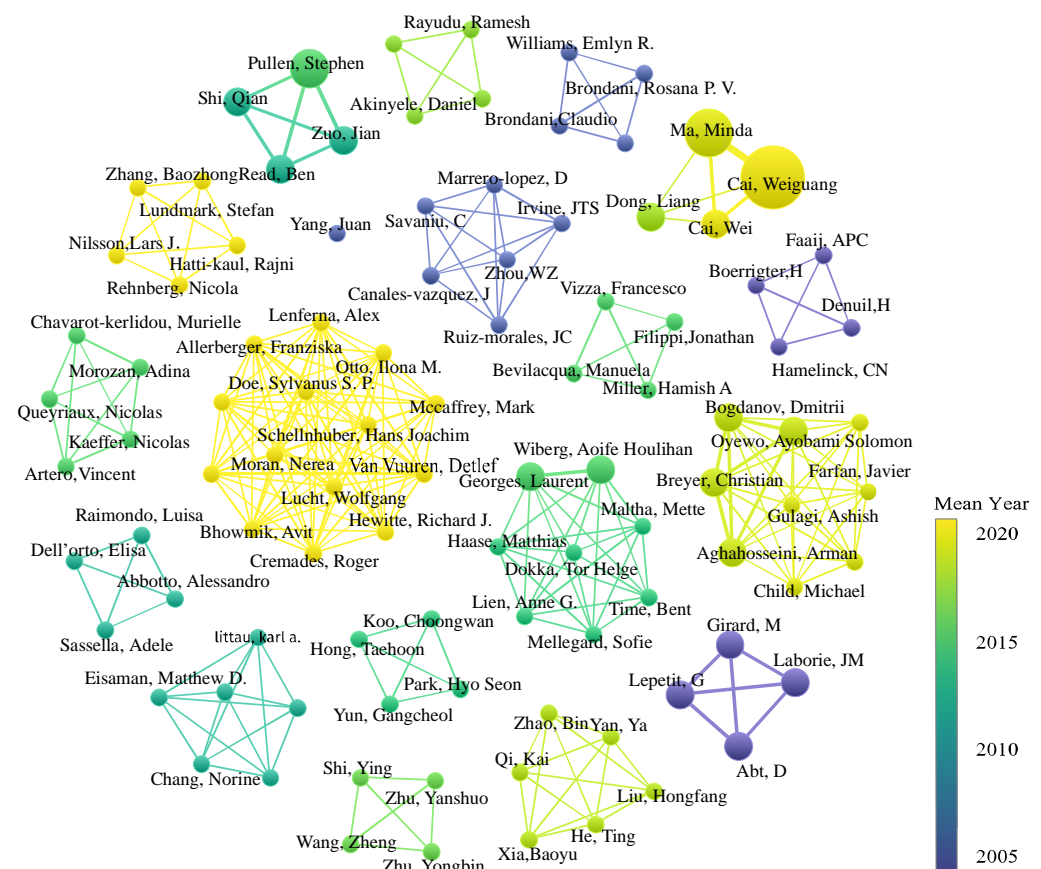 Rayudu, Ramesh
Williams, Emlyn R.
Pullen, Stephen
Brondani, Rosana P. V.
Shi, Qian
Akinyele, Daniel
Brondani,Claudio
Zuo, Jian
Ma, Minda
Zhang, Baozhong
Read, Ben
Marrero-lopez, D
Cai, Weiguang
Lundmark, Stefan
Dong, Liang
Irvine, JTS
Yang, Juan
Savaniu, C
Cai, Wei
Nilsson,Lars J.
Faaij, APC
Hatti-kaul, Rajni
Zhou,WZ
Boerrigter,H
Rehnberg, Nicola
Canales-vazquez, J
Vizza, Francesco
Denuil,H
Lenferna, Alex
Chavarot-kerlidou, Murielle
Ruiz-morales, JC
Filippi,Jonathan
Allerberger, Franziska
Otto, Ilona M.
Morozan, Adina
Bevilacqua, Manuela
Hamelinck, CN
Doe, Sylvanus S. P.
Miller, Hamish A
Queyriaux, Nicolas
Mccaffrey, Mark
Bogdanov, Dmitrii
Schellnhuber, Hans Joachim
Kaeffer, Nicolas
Oyewo, Ayobami Solomon
Wiberg, Aoife Houlihan
Artero,Vincent
Moran, Nerea
Van Vuuren, Detlef
Farfan, Javier
Georges, Laurent
Breyer, Christian
Lucht, Wolfgang
Mean Year
Maltha, Mette
Raimondo, Luisa
Gulagi, Ashish
Hewitte, Richard J.
Bhowmik, Avit
2020
Haase, Matthias
Dell'orto, Elisa
Aghahosseini, Arman
Cremades, Roger
Dokka, Tor Helge
Abbotto, Alessandro
Child, Michael
Lien, Anne G.
Time, Bent
Koo, Choongwan
Girard, M
littau, karl a.
Sassella, Adele
Mellegard, Sofie
2015
Hong, Taehoon
Laborie, JM
Eisaman, Matthew D.
Park, Hyo Seon
Lepetit, G
Yun, Gangcheol
Zhao, Bin
Yan, Ya
2010
Qi, Kai
Shi, Ying
Abt, D
Chang, Norine
Zhu, Yanshuo
Liu, Hongfang
Wang, Zheng
He, Ting
Xia,Baoyu
2005
Zhu, Yongbin